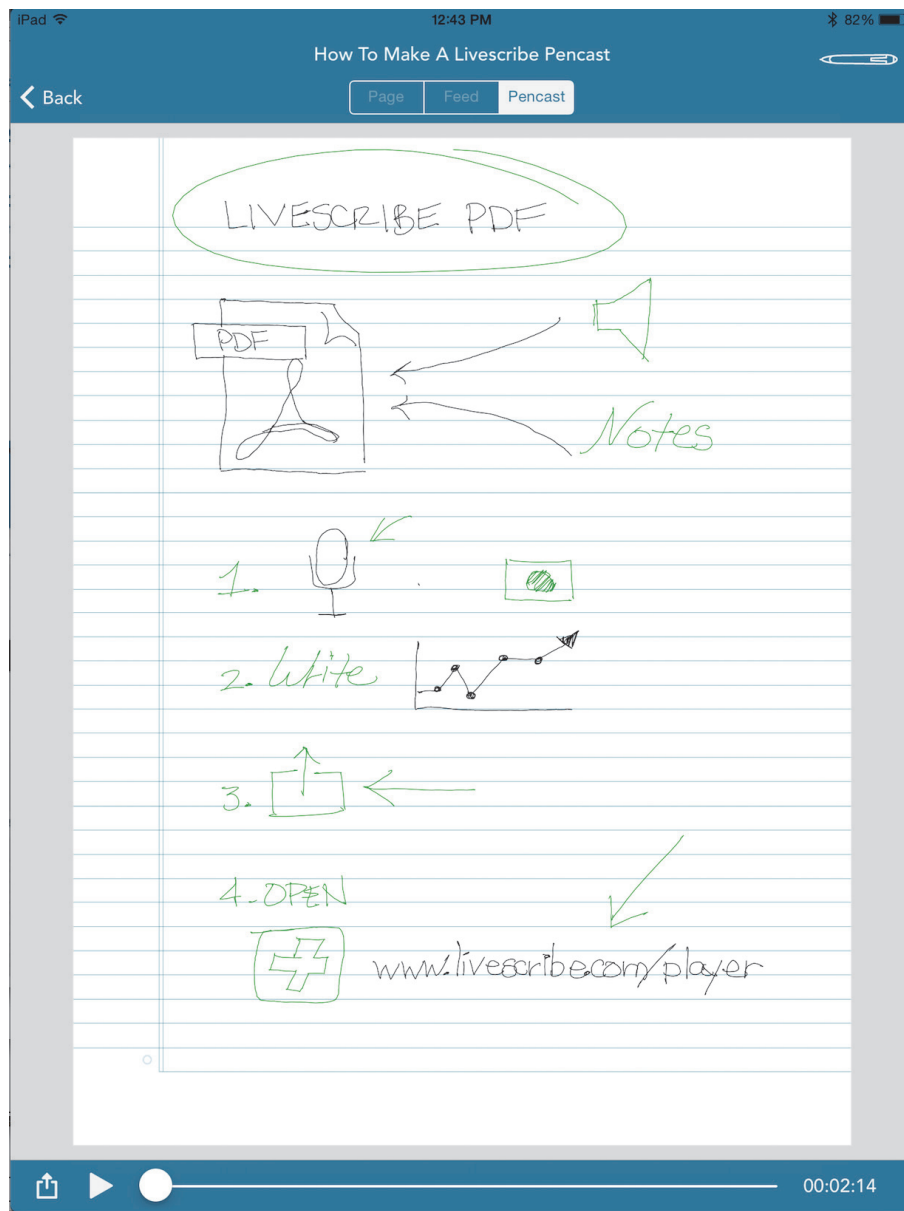 iPad 12:43 PM 82%
How To Make A Livescribe Pencast
Back Page Feed Pencast
LIVESCRIBE PDF
PDF
Notes
1.
2. Write
3.
4. OPEN
www.livescribe.com/player
00:02:14